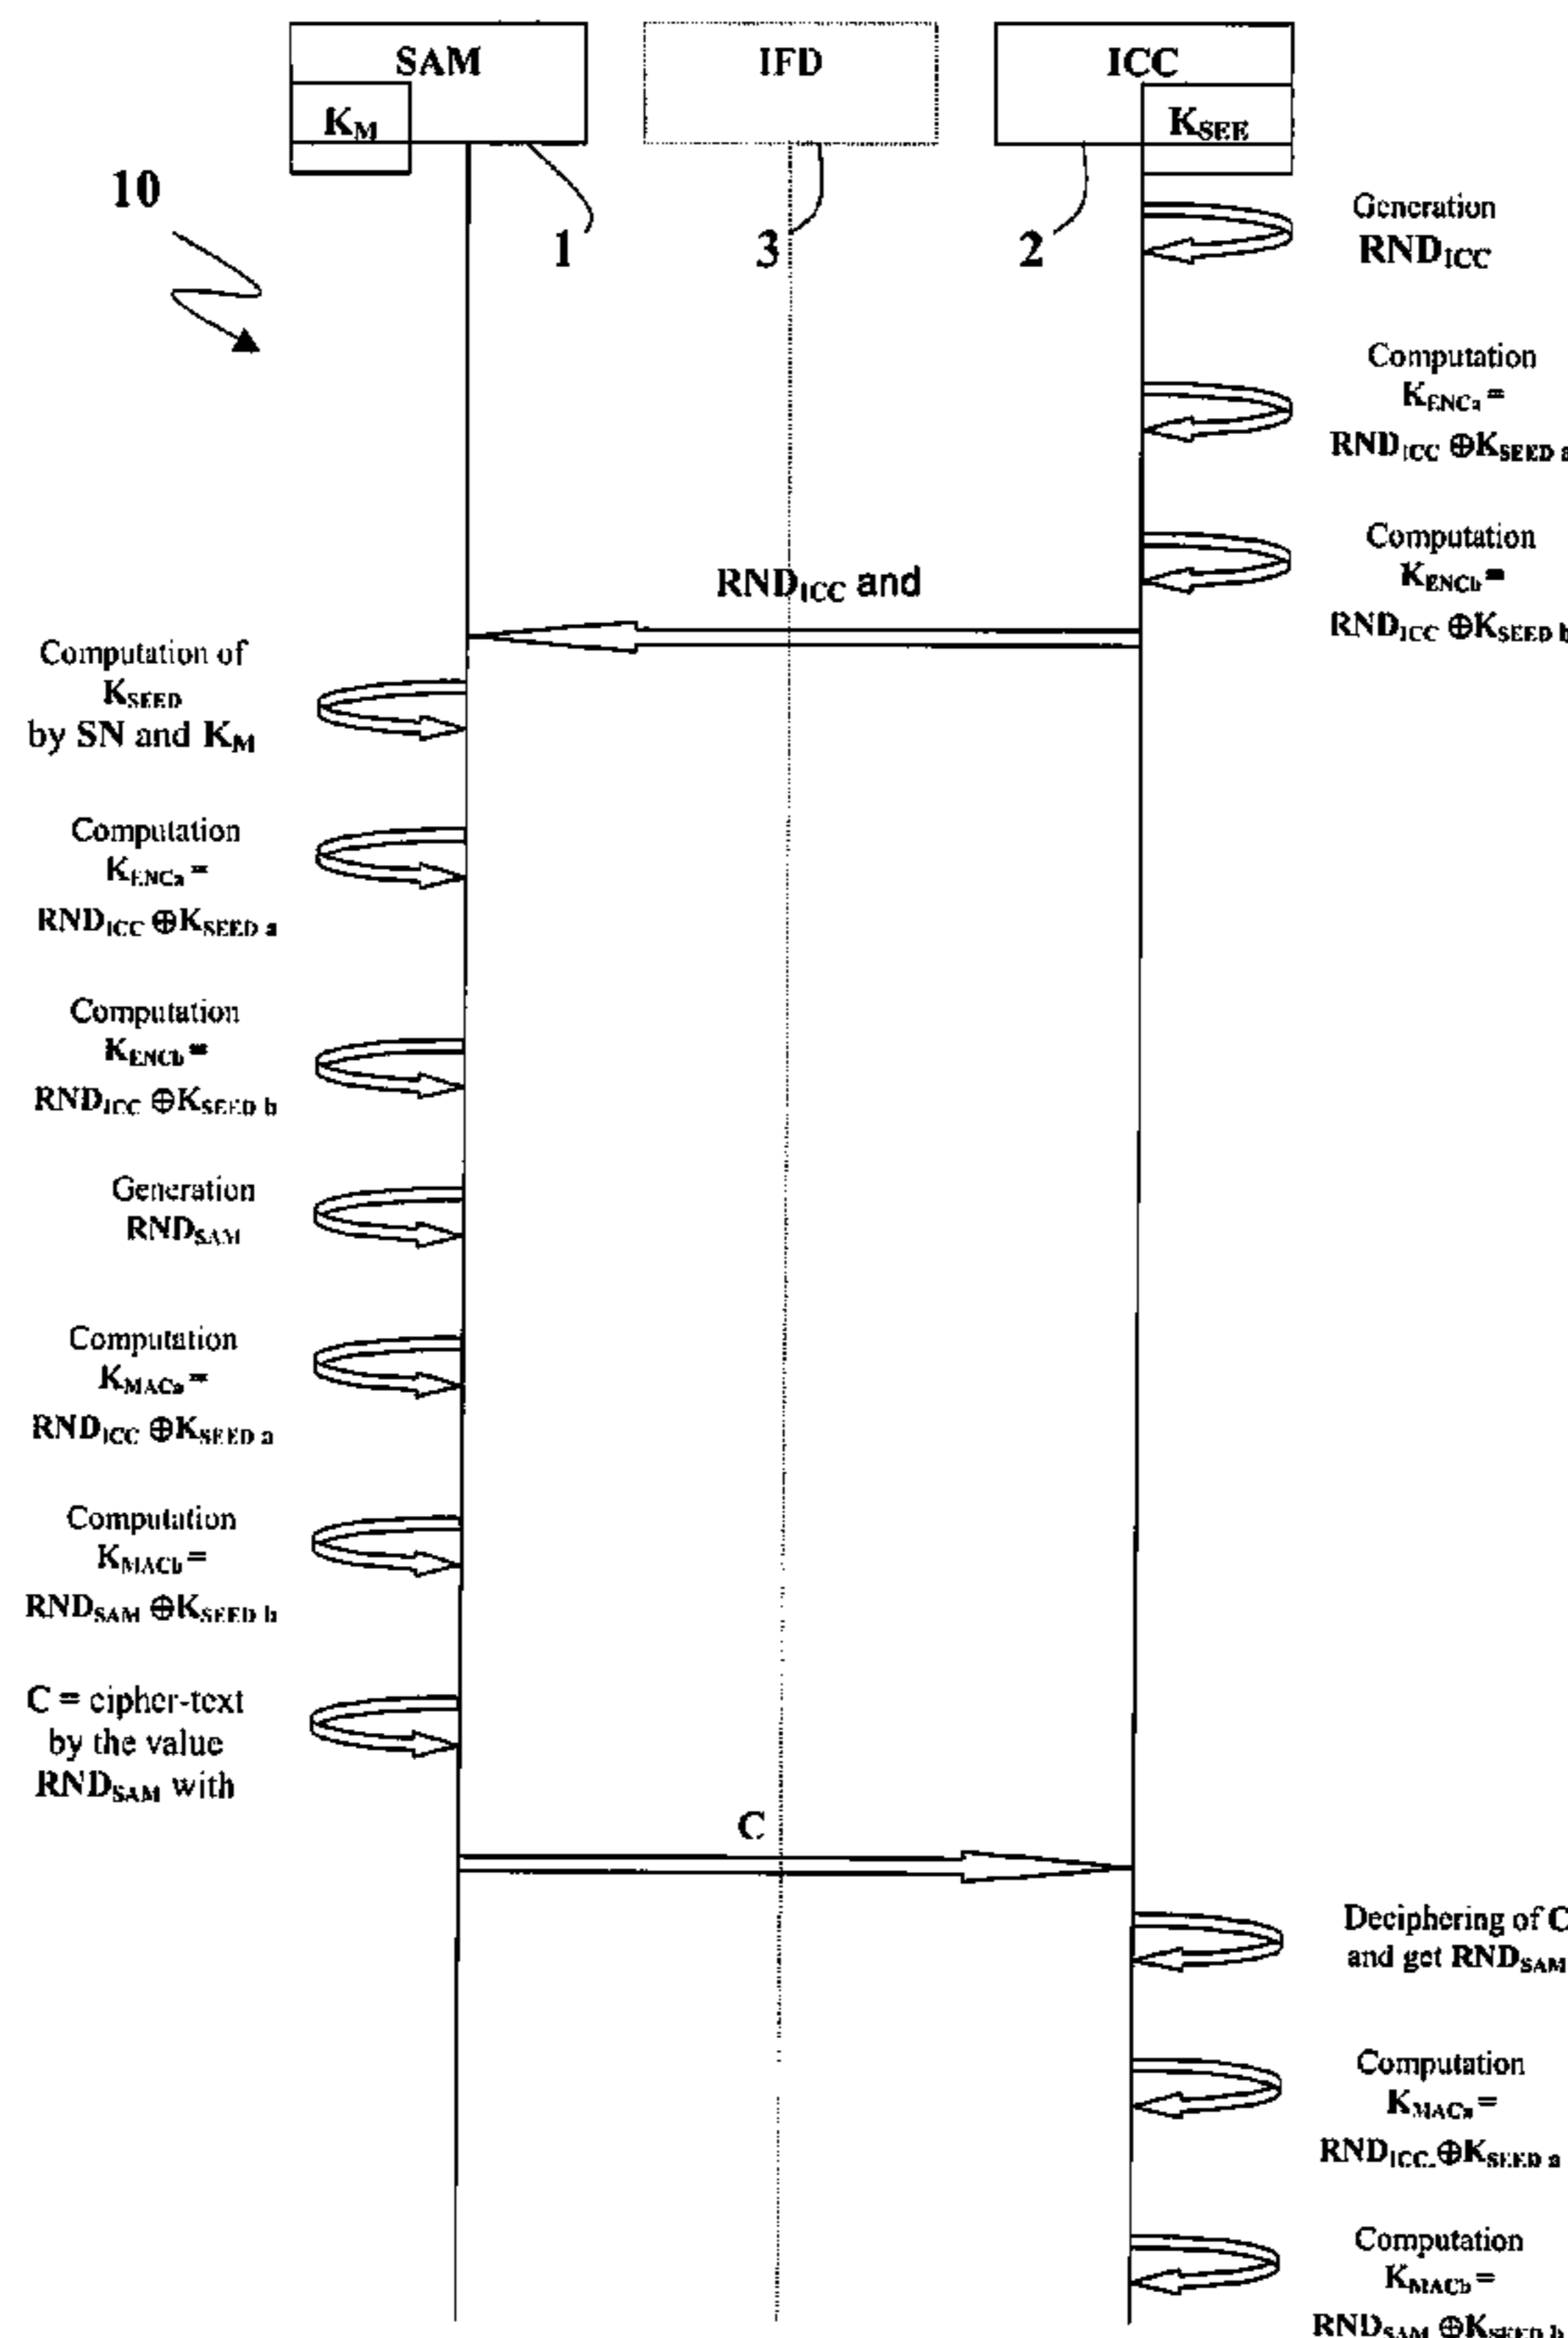 SAM
IFD
ICC
K_M
K_SEE
10
1
3
2
Generation
RND_ICC
Computation
K_ENCa =
RND_ICC ⊕K_SEED a
Computation
K_ENCb =
RND_ICC ⊕K_SEED b
RND_ICC and
Computation of
K_SEED
by SN and K_M
Computation
K_ENCa =
RND_ICC ⊕K_SEED a
Computation
K_ENCb =
RND_ICC ⊕K_SEED b
Generation
RND_SAM
Computation
K_MACa =
RND_ICC ⊕K_SEED a
Computation
K_MACb =
RND_SAM ⊕K_SEED b
C = cipher-text
by the value
RND_SAM with
C
Deciphering of C
and get RND_SAM
Computation
K_MACa =
RND_ICC ⊕K_SEED a
Computation
K_MACb =
RND_SAM ⊕K_SEED b